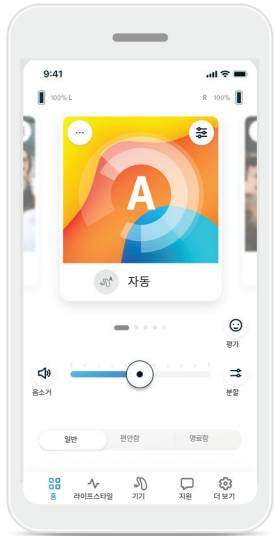 9:41
100% L
R 100%
A
자동
평가
음소거
분할
일반 편안함 명료함
홈 라이프스타일 기기 지원 더 보기